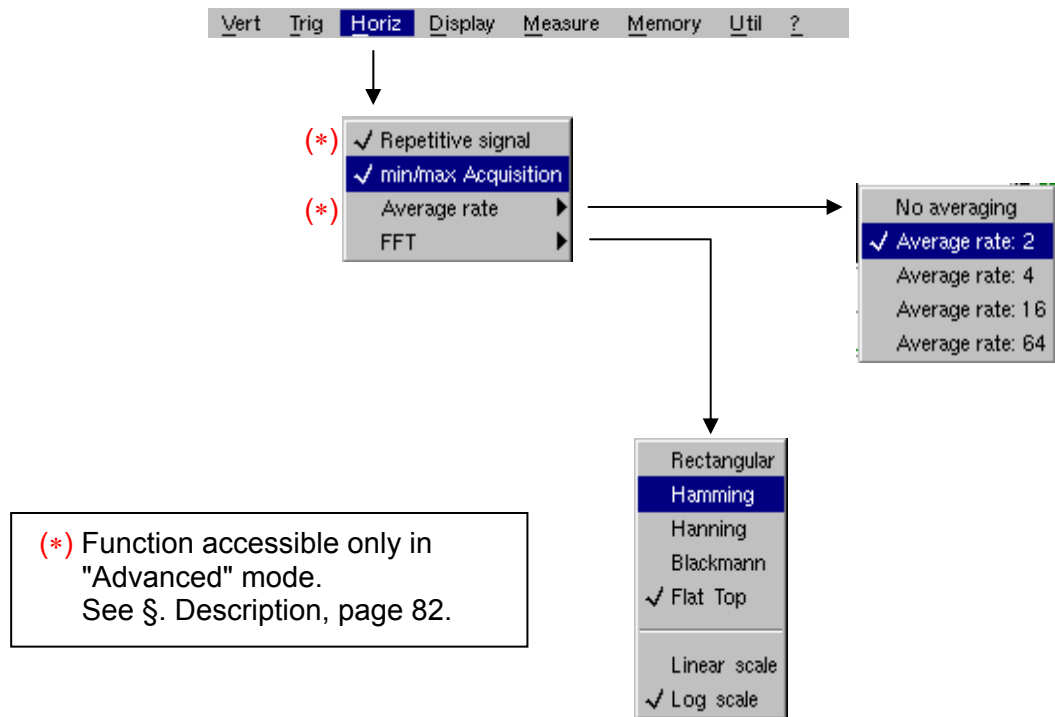 Vert Trig Horiz Display Measure Memory Util ?
(*) ✓ Repetitive signal
✓ min/max Acquisition
(*) Average rate
FFT
No averaging
✓ Average rate: 2
Average rate: 4
Average rate: 16
Average rate: 64
Rectangular
Hamming
Hanning
Blackmann
✓ Flat Top
Linear scale
✓ Log scale
(*) Function accessible only in
"Advanced" mode.
See §. Description, page 82.